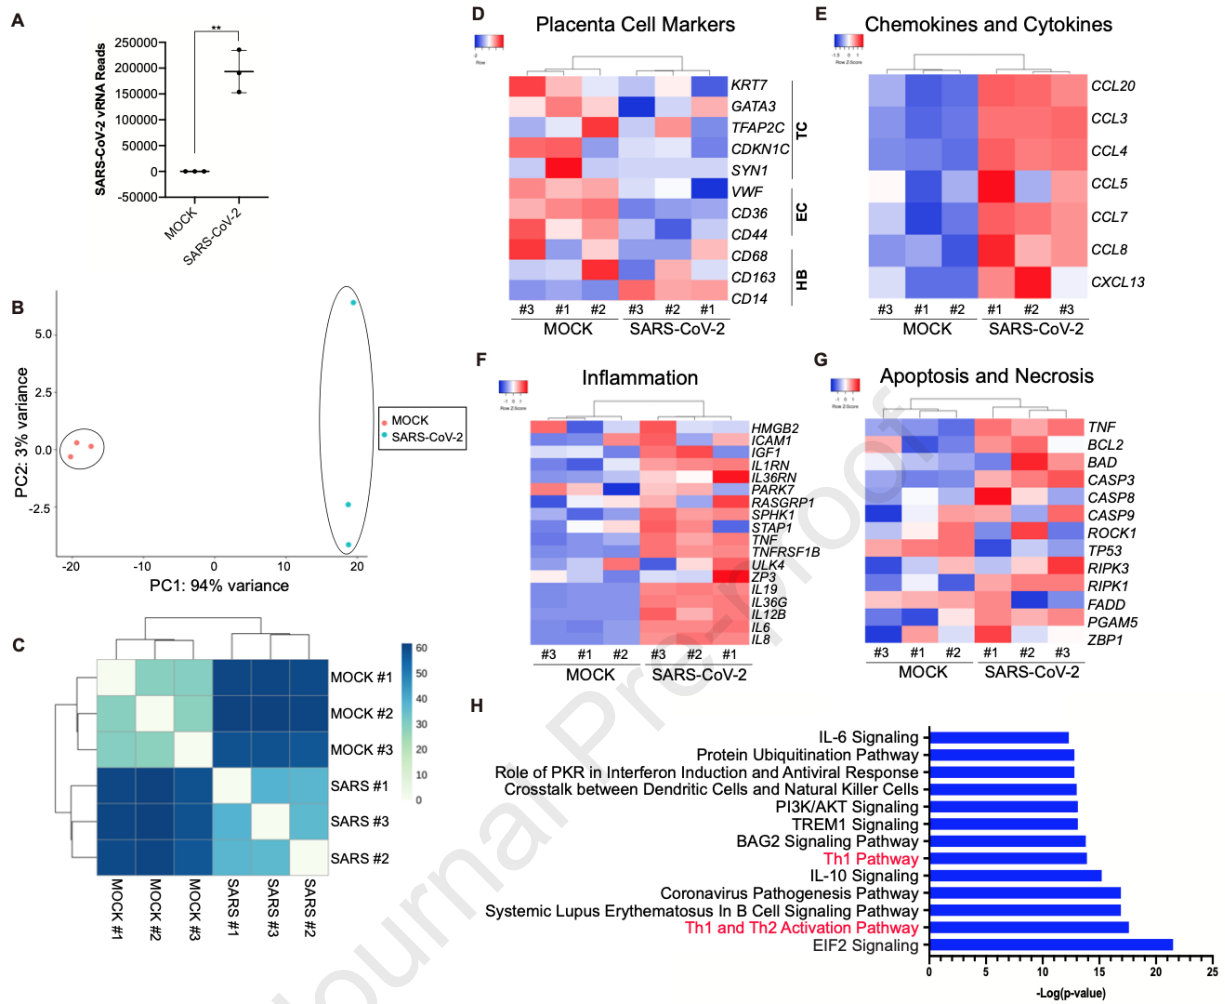 A
**
SARS-CoV-2 vRNA Reads
250000
200000
150000
100000
50000
0
-50000
MOCK
SARS-CoV-2
B
PC2: 3% variance
5.0
2.5
0.0
-2.5
-20
-10
0
10
20
PC1: 94% variance
MOCK
SARS-CoV-2
C
60
50
40
30
20
10
0
MOCK #1
MOCK #2
MOCK #3
SARS #1
SARS #3
SARS #2
MOCK #1
MOCK #2
MOCK #3
SARS #1
SARS #3
SARS #2
D
Placenta Cell Markers
KRT7
GATA3
TFAP2C
CDKN1C
SYN1
VWF
CD36
CD44
CD68
CD163
CD14
TC
EC
HB
#3 #1 #2 #3 #2 #1
MOCK SARS-CoV-2
E
Chemokines and Cytokines
Row Z-Score
CCL20
CCL3
CCL4
CCL5
CCL7
CCL8
CXCL13
#3 #1 #2 #1 #2 #3
MOCK SARS-CoV-2
F
Inflammation
-1 0 1
Row Z-Score
HMGB2
ICAM1
IGF1
IL1RN
IL36RN
PARK7
RASGRP1
SPHK1
STAP1
TNF
TNFRSF1B
ULK4
ZP3
IL19
IL36G
IL12B
IL6
IL8
#3 #1 #2 #3 #2 #1
MOCK SARS-CoV-2
G
Apoptosis and Necrosis
-1 0 1
Row Z-Score
TNF
BCL2
BAD
CASP3
CASP8
CASP9
ROCK1
TP53
RIPK3
RIPK1
FADD
PGAM5
ZBP1
#3 #1 #2 #1 #2 #3
MOCK SARS-CoV-2
H
IL-6 Signaling
Protein Ubiquitination Pathway
Role of PKR in Interferon Induction and Antiviral Response
Crosstalk between Dendritic Cells and Natural Killer Cells
PI3K/AKT Signaling
TREM1 Signaling
BAG2 Signaling Pathway
Th1 Pathway
IL-10 Signaling
Coronavirus Pathogenesis Pathway
Systemic Lupus Erythematosus In B Cell Signaling Pathway
Th1 and Th2 Activation Pathway
EIF2 Signaling
0 5 10 15 20 25
-Log(p-value)
Journal Pre-proof